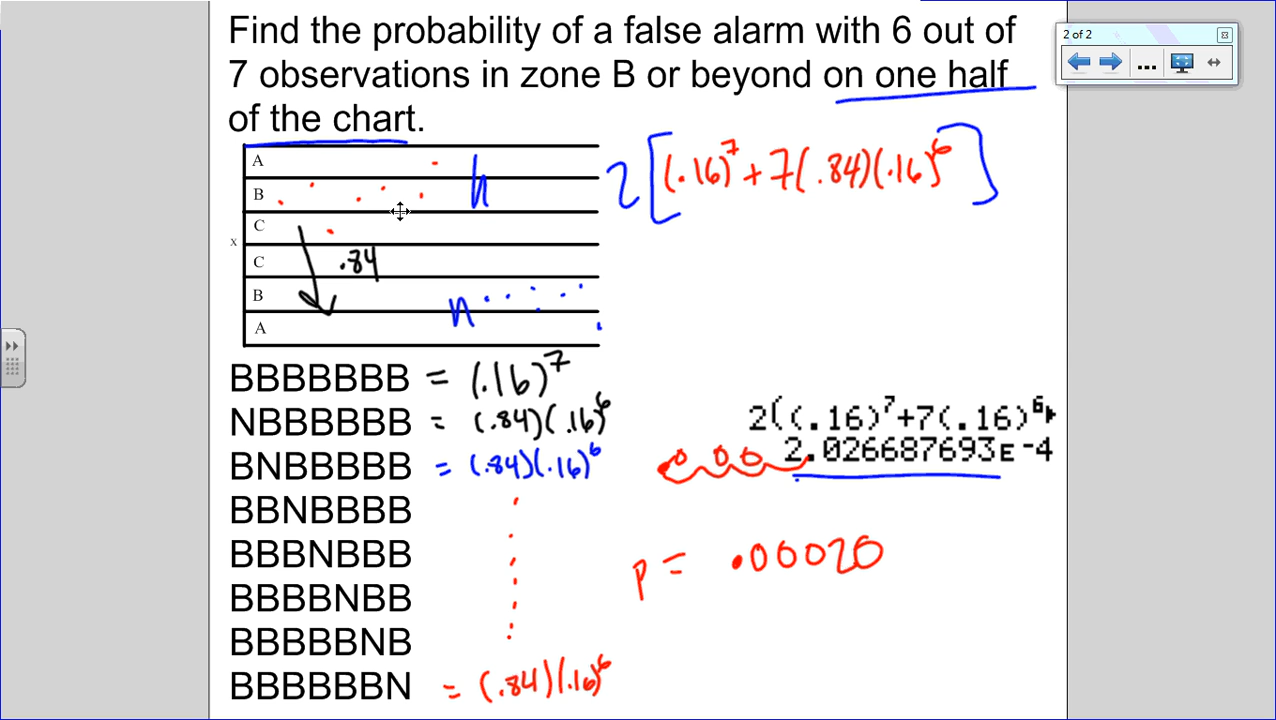 Find the probability of a false alarm with 6 out of
7 observations in zone B or beyond on one half
of the chart.
2 of 2
...
2[(.16)^7 + 7(.84)(.16)^6]
A
B
C
x
C
B
A
h
.84
n
BBBBBBB = (.16)^7
NBBBBBB = (.84)(.16)^6
BNBBBBB = (.84)(.16)^6
BBNBBBB
BBBNBBB
BBBBNBB
BBBBBNB
BBBBBBN = (.84)(.16)^6
2((.16)^7+7(.16)^6
2.026687693E-4
000
p = .00020